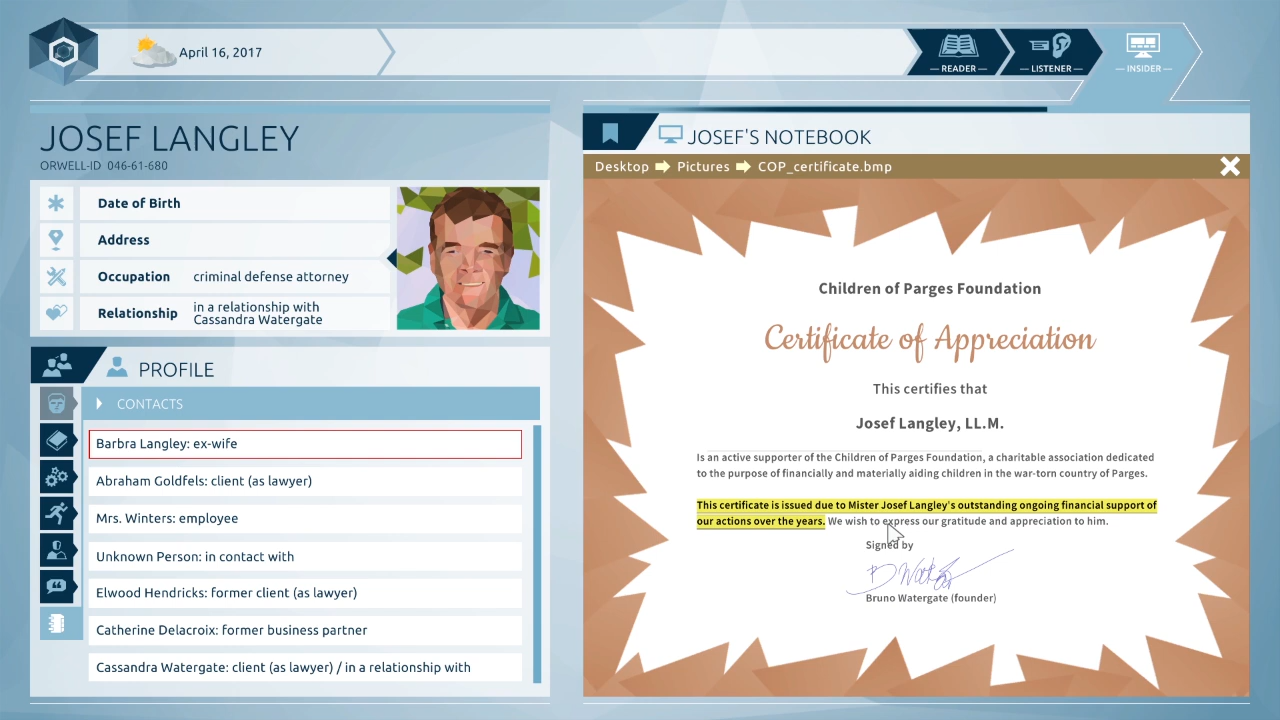 April 16, 2017
— READER —
— LISTENER —
— INSIDER —
JOSEF LANGLEY
ORWELL-ID 046-61-680
Date of Birth
Address
Occupation criminal defense attorney
Relationship in a relationship with
Cassandra Watergate
PROFILE
CONTACTS
Barbra Langley: ex-wife
Abraham Goldfels: client (as lawyer)
Mrs. Winters: employee
Unknown Person: in contact with
Elwood Hendricks: former client (as lawyer)
Catherine Delacroix: former business partner
Cassandra Watergate: client (as lawyer) / in a relationship with
JOSEF'S NOTEBOOK
Desktop Pictures COP_certificate.bmp
Children of Parges Foundation
Certificate of Appreciation
This certifies that
Josef Langley, LL.M.
Is an active supporter of the Children of Parges Foundation, a charitable association dedicated
to the purpose of financially and materially aiding children in the war-torn country of Parges.
This certificate is issued due to Mister Josef Langley's outstanding ongoing financial support of
our actions over the years. We wish to express our gratitude and appreciation to him.
Signed by
Bruno Watergate (founder)